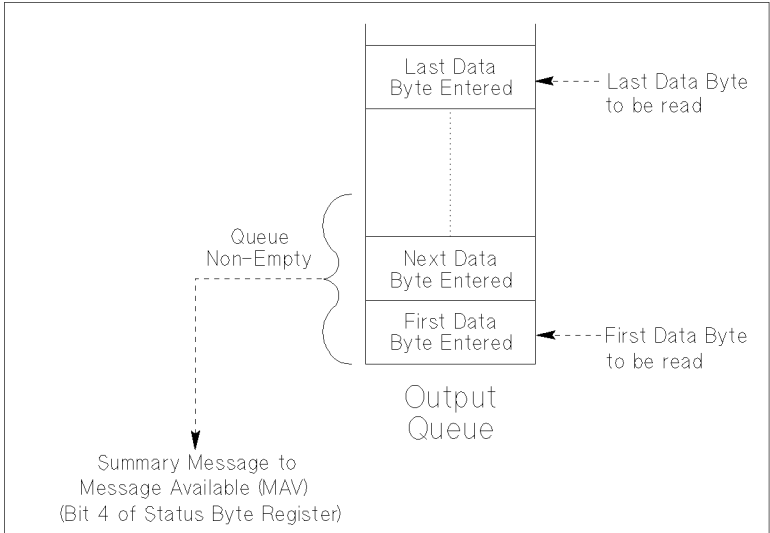 Last Data
Byte Entered
Last Data Byte
to be read
Queue
Non-Empty
Next Data
Byte Entered
First Data
Byte Entered
First Data Byte
to be read
Output
Queue
Summary Message to
Message Available (MAV)
(Bit 4 of Status Byte Register)